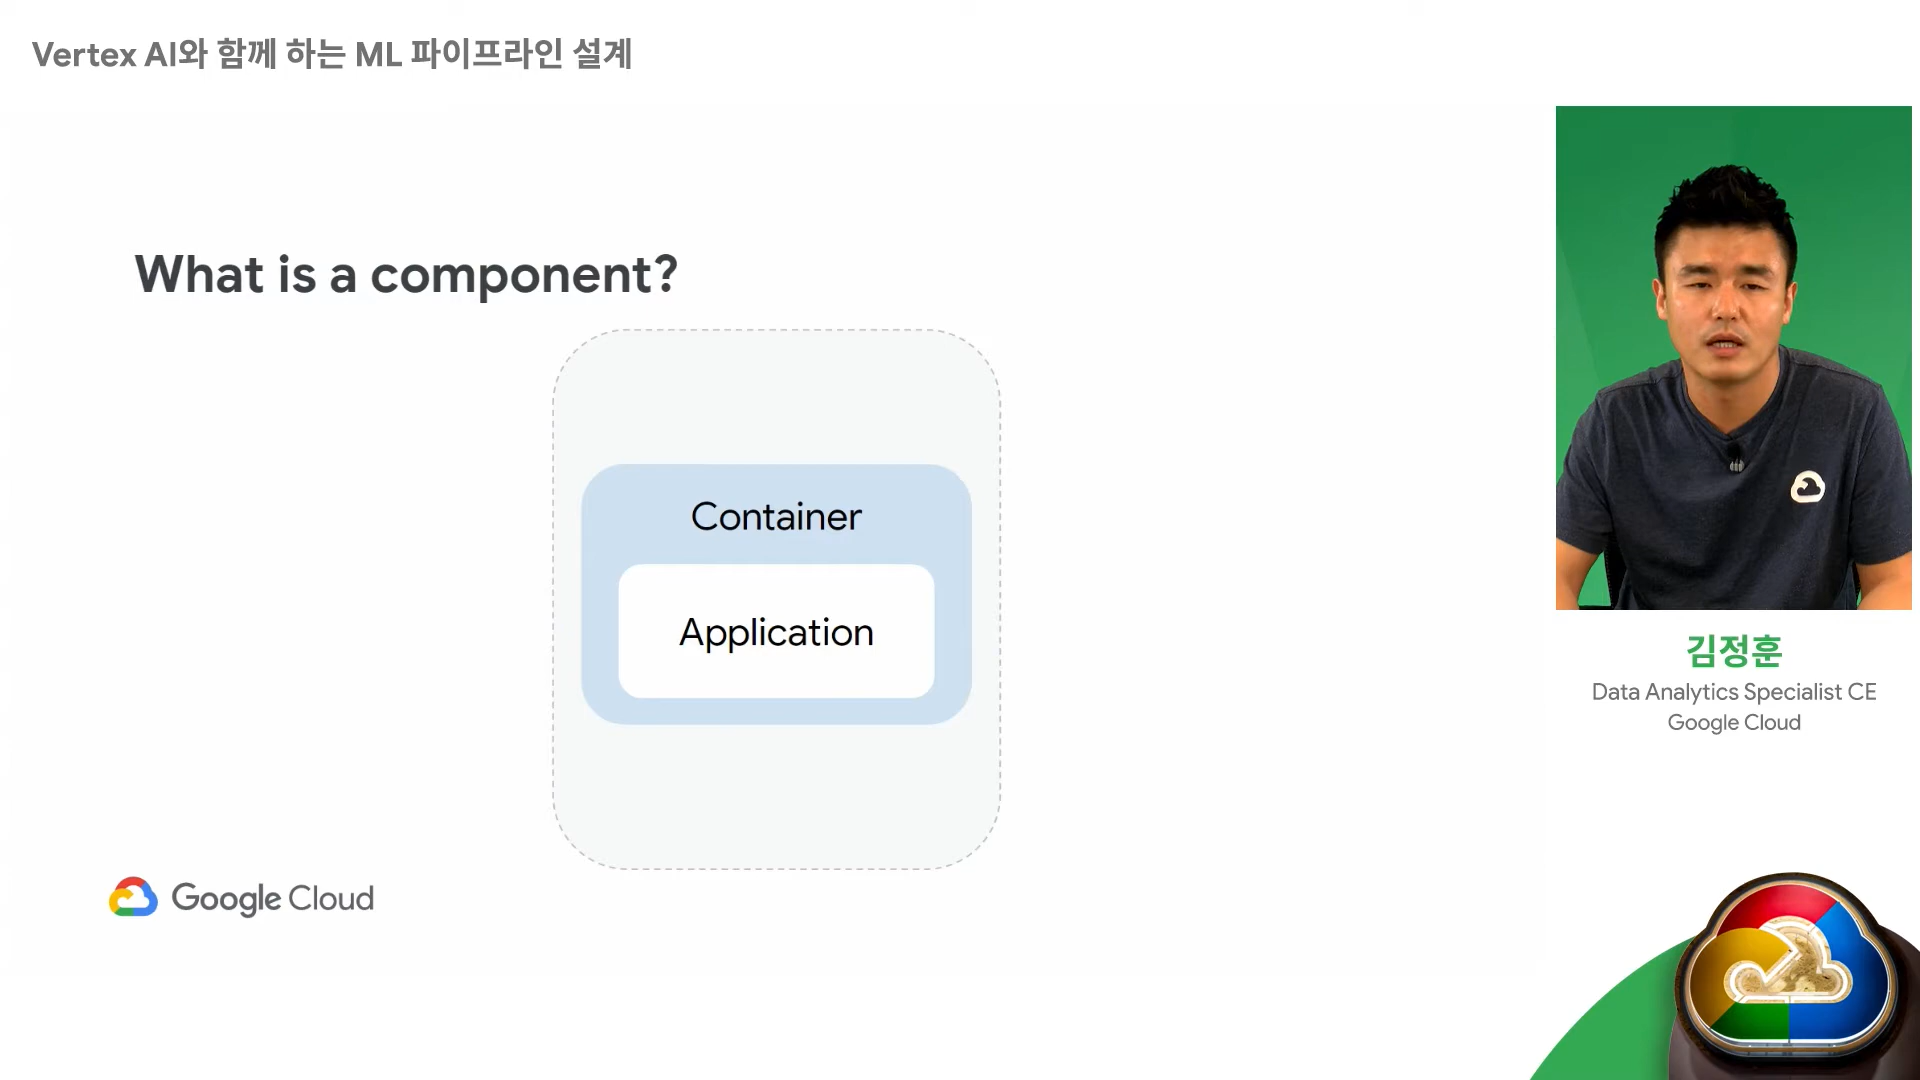 Vertex AI와 함께 하는 ML 파이프라인 설계
What is a component?
Container
Application
김정훈
Data Analytics Specialist CE
Google Cloud
Google Cloud